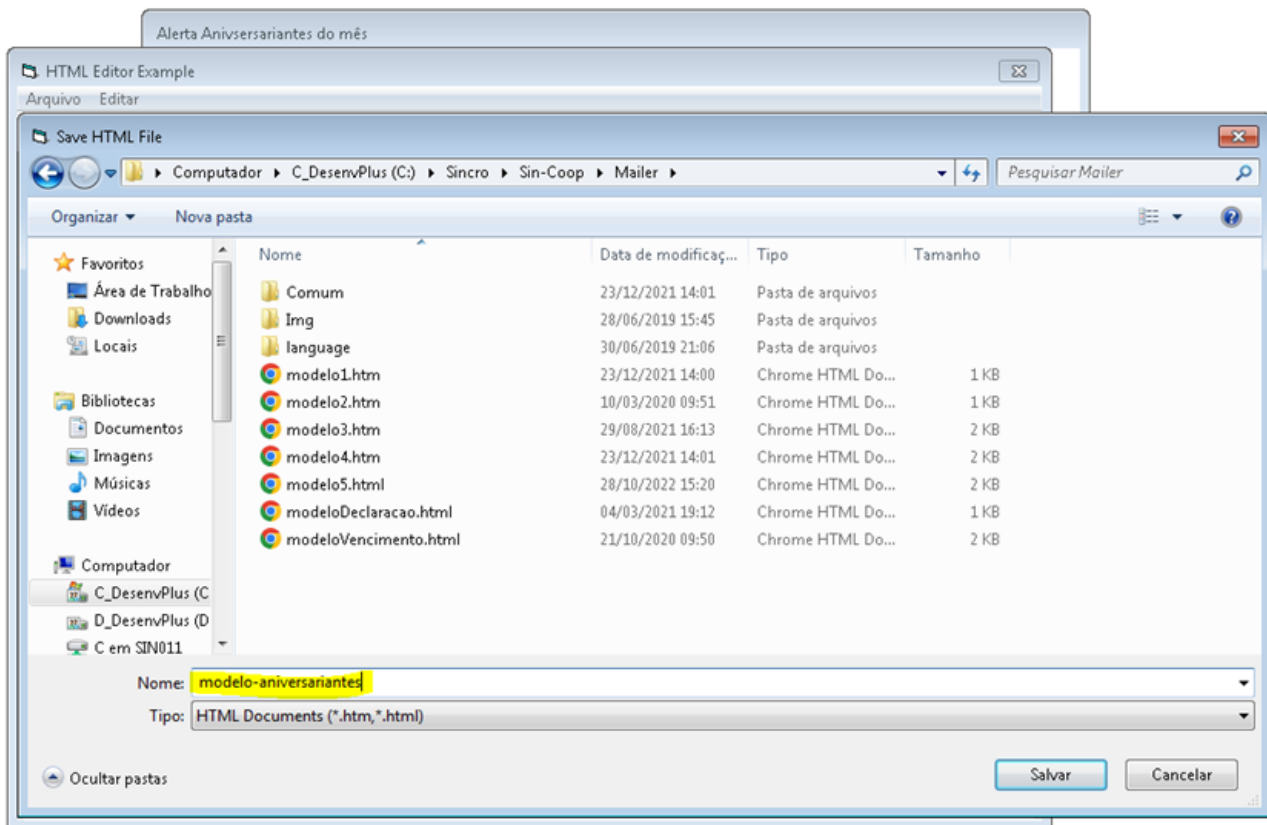 Alerta Anivsersariantes do mês
HTML Editor Example
Arquivo Editar
Save HTML File
Computador C_DesenvPlus (C:) Sincro Sin-Coop Mailer
Pesquisar Mailer
Organizar Nova pasta
Favoritos
Área de Trabalho
Downloads
Locais
Bibliotecas
Documentos
Imagens
Músicas
Vídeos
Computador
C_DesenvPlus (C
D_DesenvPlus (D
C em SIN011
Nome Data de modificaç... Tipo Tamanho
Comum 23/12/2021 14:01 Pasta de arquivos
Img 28/06/2019 15:45 Pasta de arquivos
language 30/06/2019 21:06 Pasta de arquivos
modelo1.htm 23/12/2021 14:00 Chrome HTML Do... 1 KB
modelo2.htm 10/03/2020 09:51 Chrome HTML Do... 1 KB
modelo3.htm 29/08/2021 16:13 Chrome HTML Do... 2 KB
modelo4.htm 23/12/2021 14:01 Chrome HTML Do... 2 KB
modelo5.html 28/10/2022 15:20 Chrome HTML Do... 2 KB
modeloDeclaracao.html 04/03/2021 19:12 Chrome HTML Do... 1 KB
modeloVencimento.html 21/10/2020 09:50 Chrome HTML Do... 2 KB
Nome: modelo-aniversariantes
Tipo: HTML Documents (*.htm,*.html)
Ocultar pastas
Salvar Cancelar